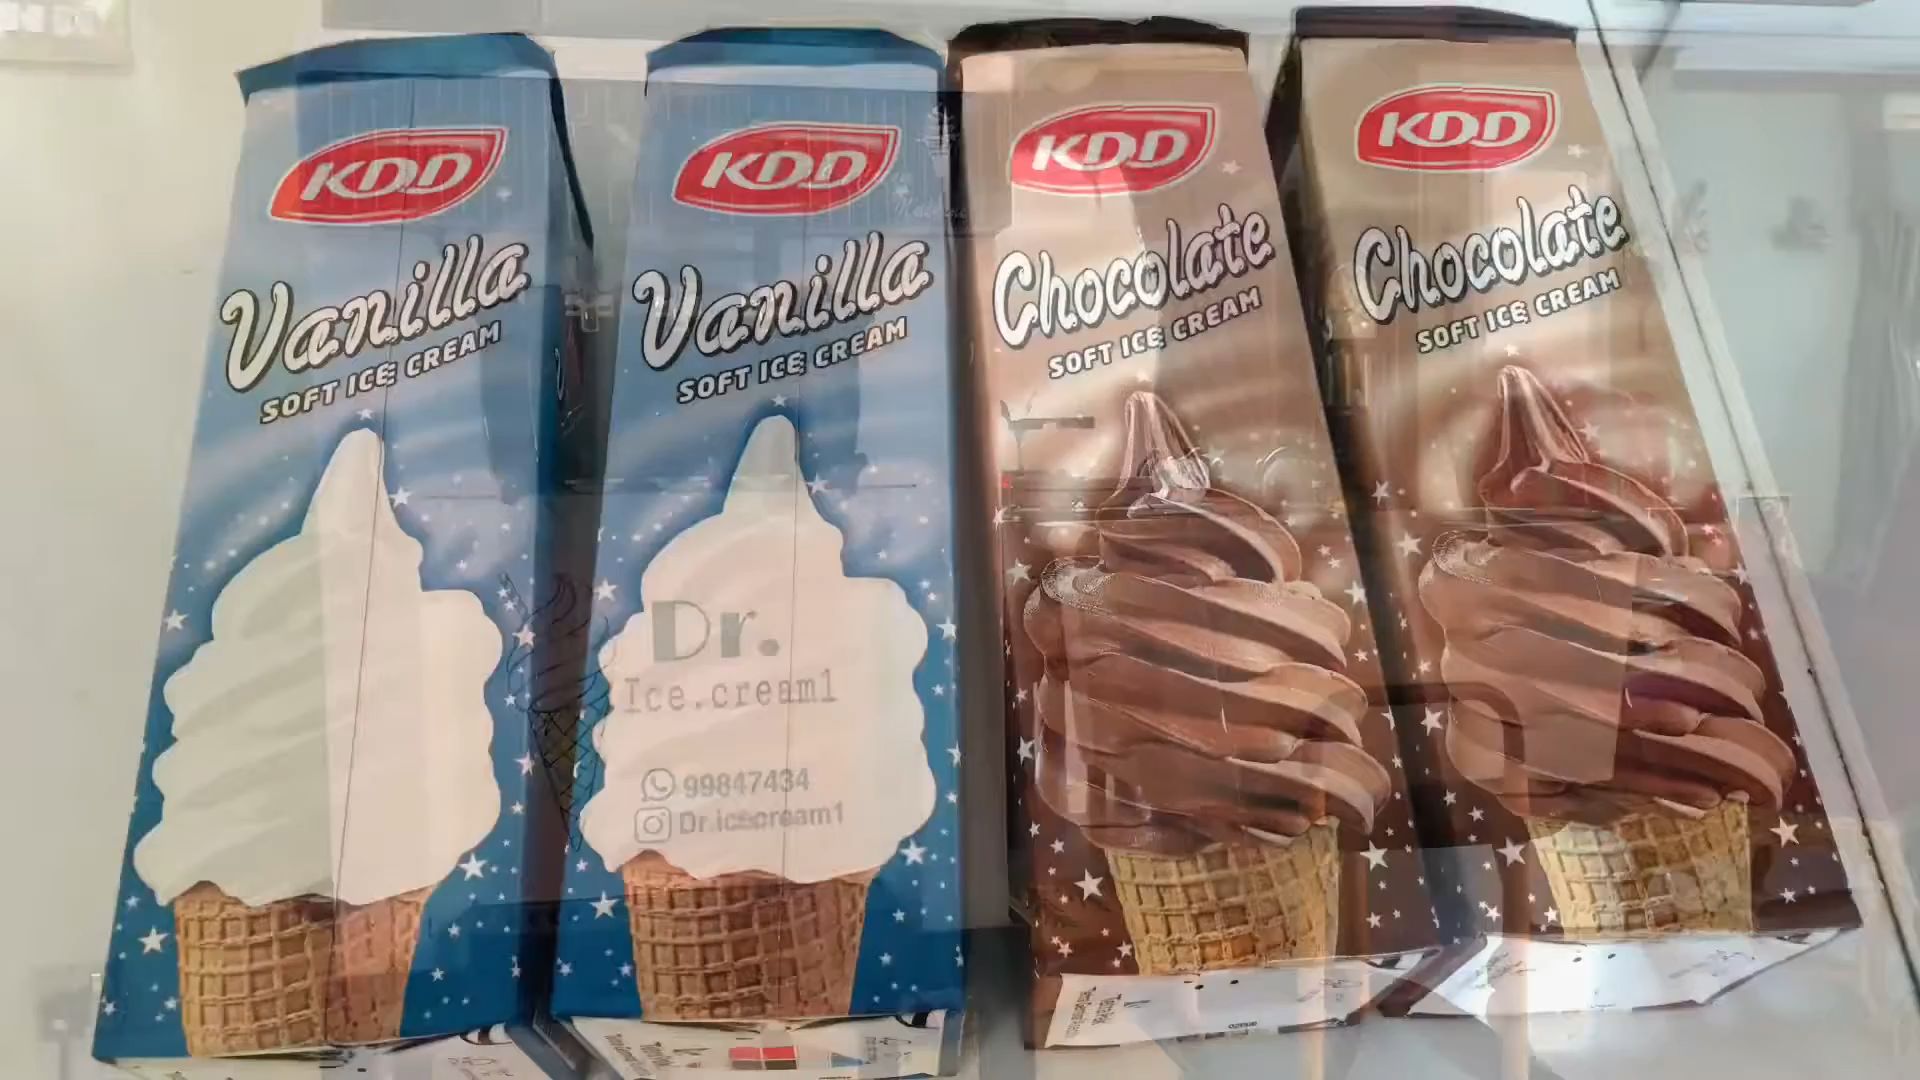 KDD
Vanilla
SOFT ICE CREAM
KDD
Vanilla
SOFT ICE CREAM
Dr.
Ice.cream1
99847434
Dr.icecream1
KDD
Chocolate
SOFT ICE CREAM
KDD
Chocolate
SOFT ICE CREAM